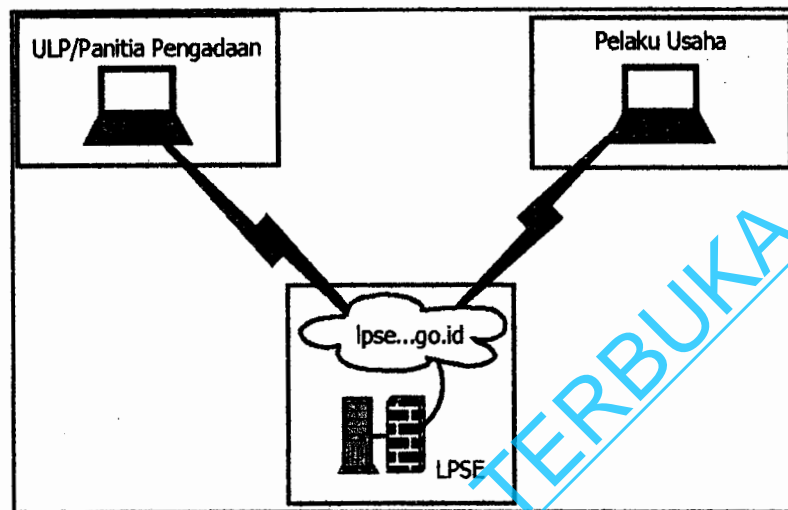 ULP/Panitia Pengadaan
Pelaku Usaha
lpse...go.id
LPSE
TERBUKA